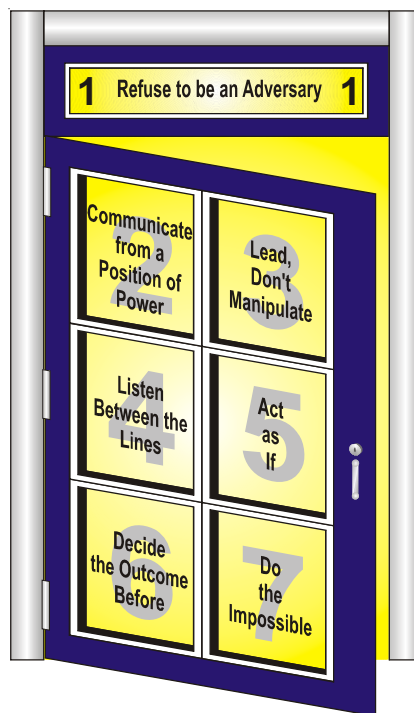 1 Refuse to be an Adversary 1
2
Communicate
from a
Position of
Power
3
Lead,
Don't
Manipulate
4
Listen
Between the
Lines
5
Act
as
If
6
Decide
the Outcome
Before
7
Do
the
Impossible